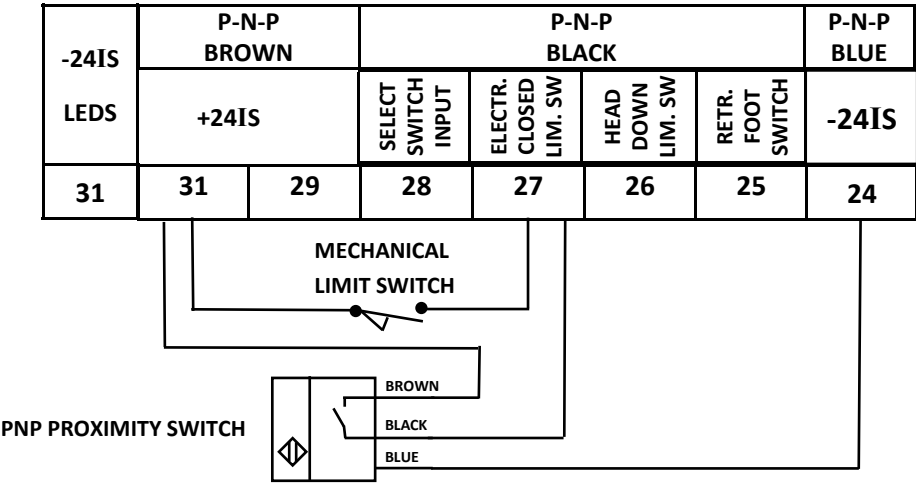 -24IS
LEDS
P-N-P
BROWN
P-N-P
BLACK
P-N-P
BLUE
+24IS
SELECT
SWITCH
INPUT
ELECTR.
CLOSED
LIM. SW
HEAD
DOWN
LIM. SW
RETR.
FOOT
SWITCH
-24IS
31
31
29
28
27
26
25
24
MECHANICAL
LIMIT SWITCH
BROWN
PNP PROXIMITY SWITCH
BLACK
BLUE